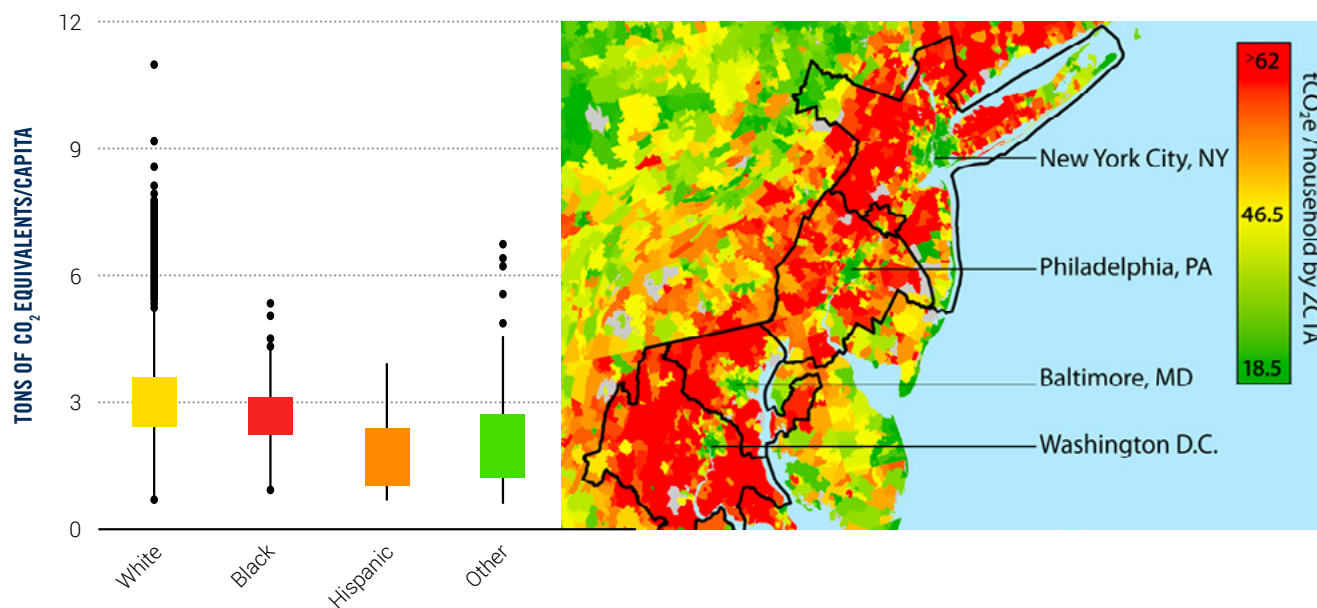 TONS OF CO₂ EQUIVALENTS/CAPITA
12
9
6
3
0
White
Black
Hispanic
Other
New York City, NY
Philadelphia, PA
Baltimore, MD
Washington D.C.
>62
46.5
18.5
tCO₂e / household by ZCTA